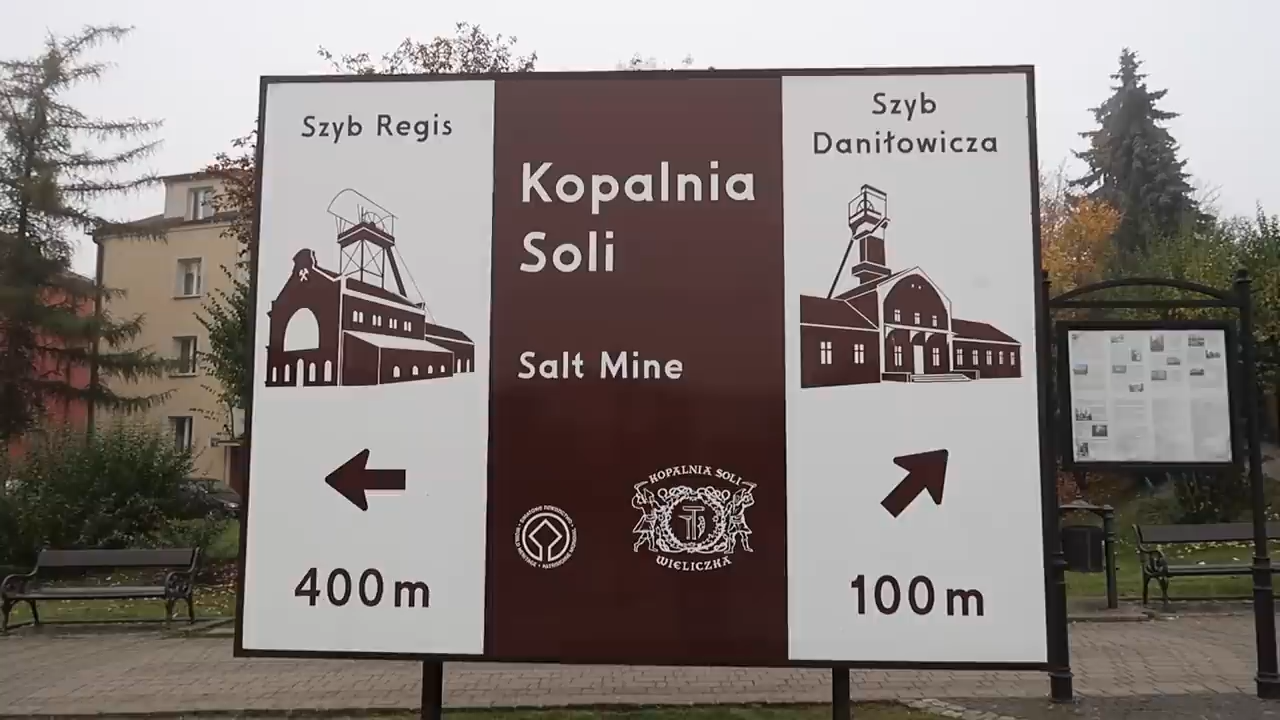 Szyb Regis
400 m
Kopalnia
Soli
Salt Mine
KOPALNIA SOLI
WIELICZKA
Szyb
Daniłowicza
100 m